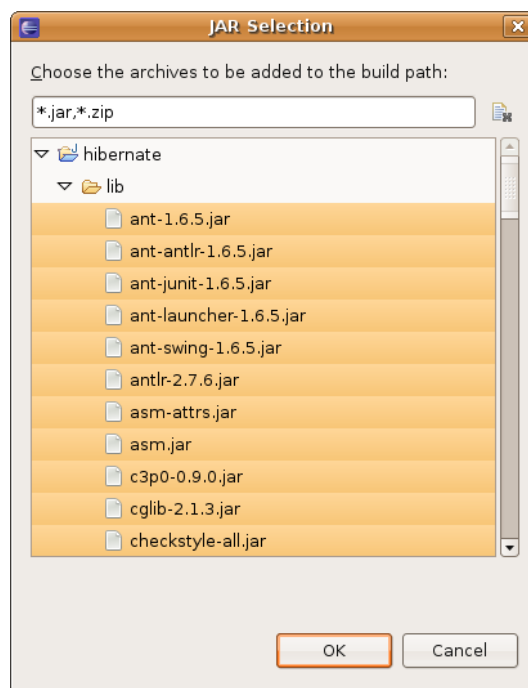 JAR Selection
Choose the archives to be added to the build path:
*.jar,*.zip
hibernate
lib
ant-1.6.5.jar
ant-antlr-1.6.5.jar
ant-junit-1.6.5.jar
ant-launcher-1.6.5.jar
ant-swing-1.6.5.jar
antlr-2.7.6.jar
asm-attrs.jar
asm.jar
c3p0-0.9.0.jar
cglib-2.1.3.jar
checkstyle-all.jar
OK Cancel